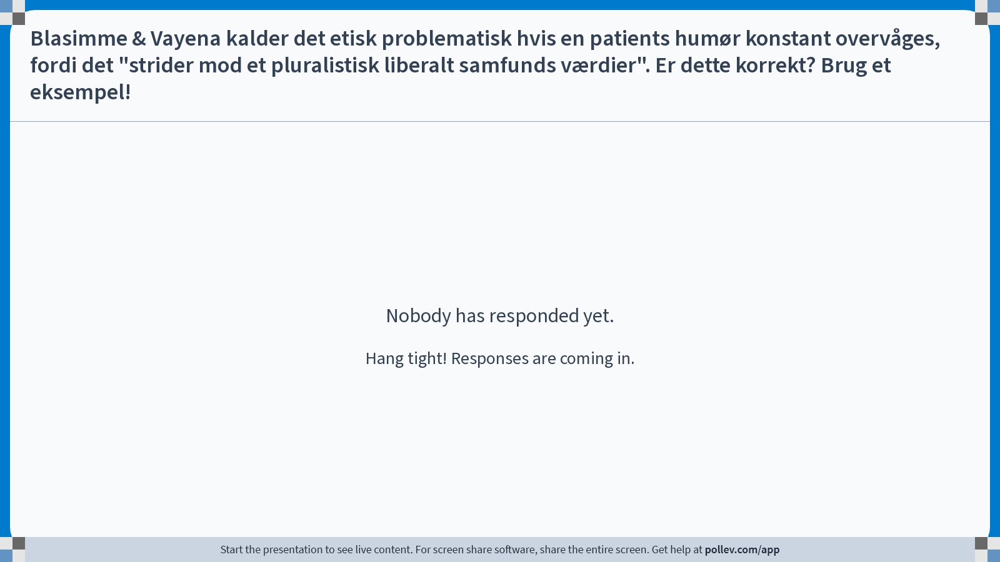 Blasimme & Vayena kalder det etisk problematisk hvis en patients humør konstant overvåges,
fordi det "strider mod et pluralistisk liberalt samfunds værdier". Er dette korrekt? Brug et
eksempel!
Nobody has responded yet.
Hang tight! Responses are coming in.
Start the presentation to see live content. For screen share software, share the entire screen. Get help at pollev.com/app